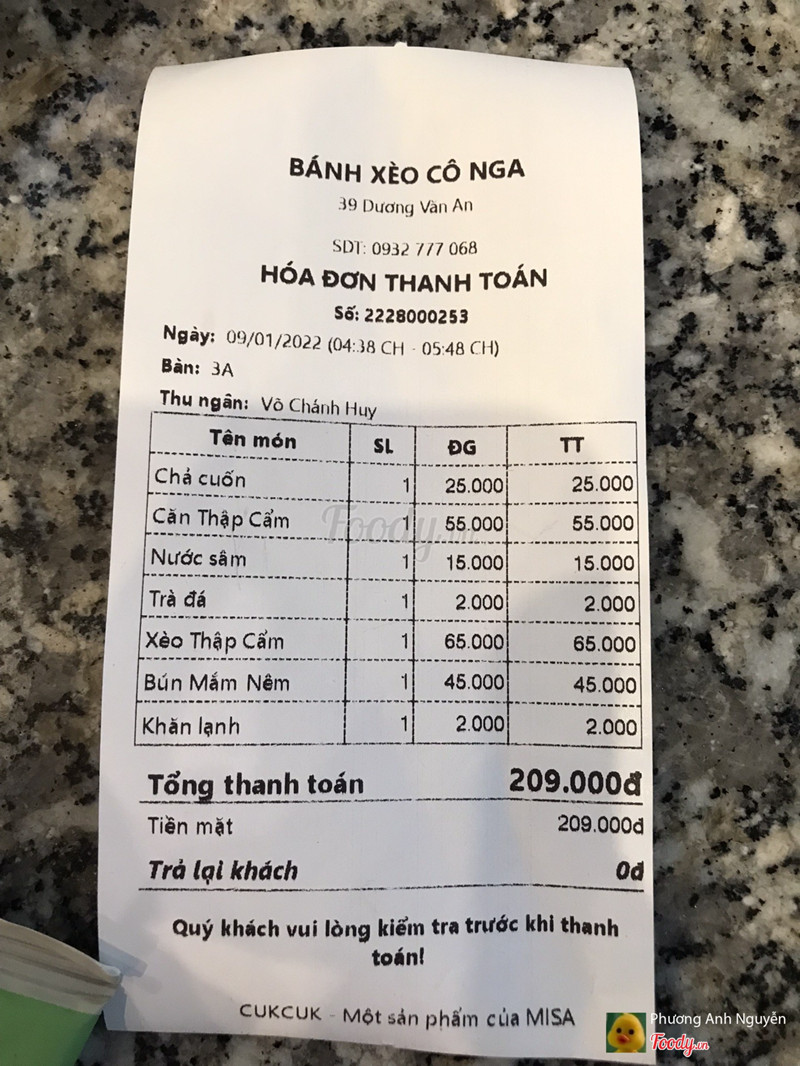 BÁNH XÈO CÔ NGA
39 Dương Văn An
SDT: 0932 777 068
HÓA ĐƠN THANH TOÁN
Số: 2228000253
Ngày: 09/01/2022 (04:38 CH - 05:48 CH)
Bàn: 3A
Thu ngân: Võ Chánh Huy
Tên món SL ĐG TT
Chả cuốn 1 25.000 25.000
Căn Thập Cẩm 1 55.000 55.000
Nước sâm 1 15.000 15.000
Trà đá 1 2.000 2.000
Xèo Thập Cẩm 1 65.000 65.000
Bún Mắm Nêm 1 45.000 45.000
Khăn lạnh 1 2.000 2.000
Tổng thanh toán 209.000đ
Tiền mặt 209.000đ
Trả lại khách 0đ
Quý khách vui lòng kiểm tra trước khi thanh
toán!
CUKCUK - Một sản phẩm của MISA
Foody.vn
Phương Anh Nguyễn
Foody.vn